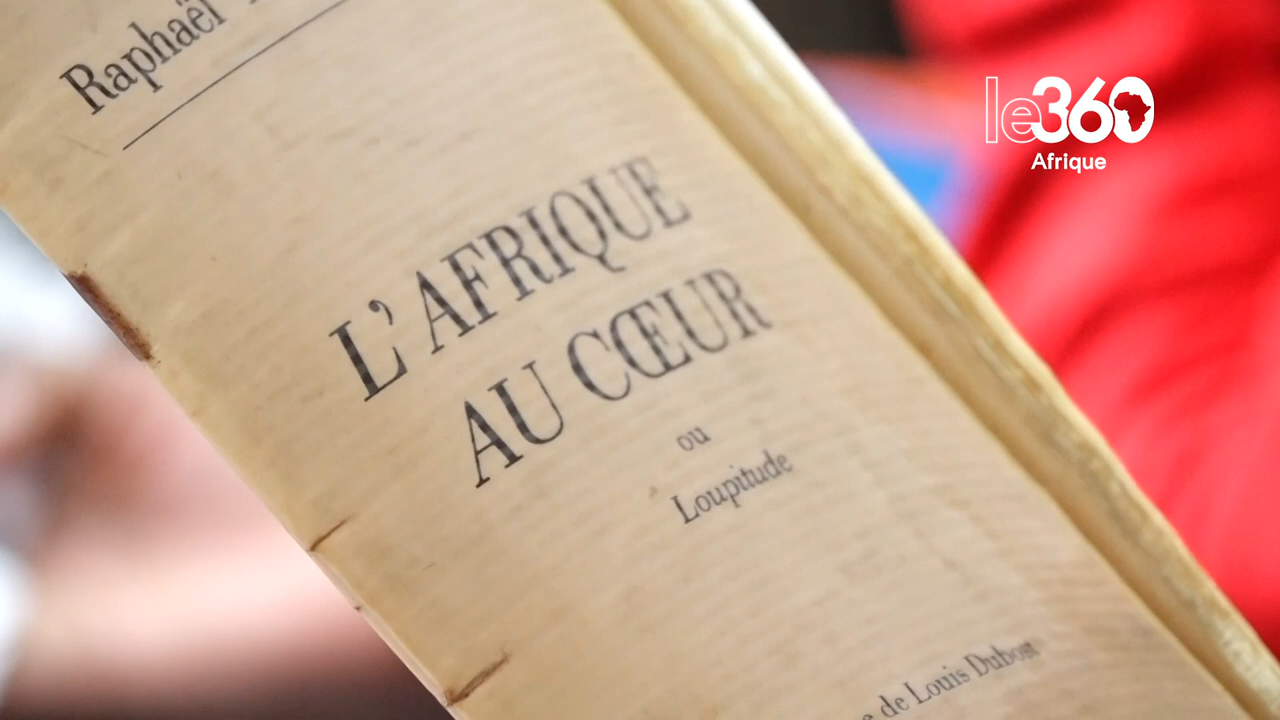 Raphaël
L'AFRIQUE
AU CŒUR
ou
Loupitude
de Louis Dubost
le360
Afrique